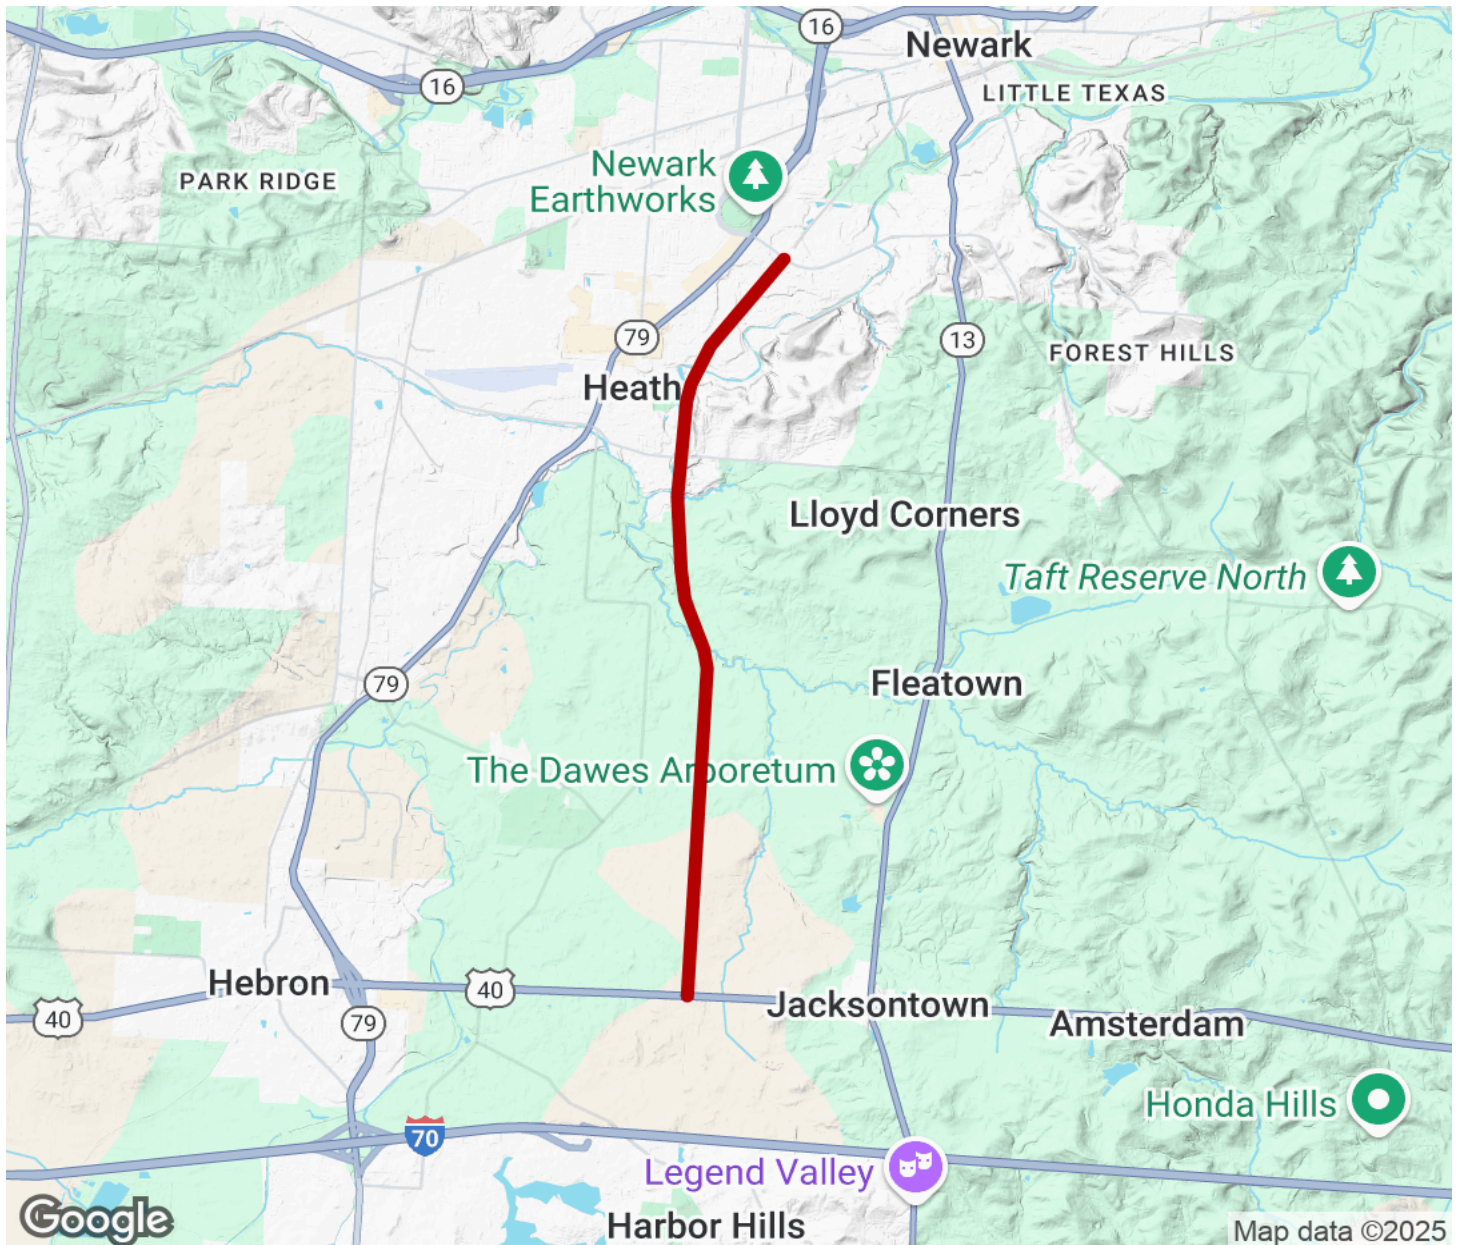 16
Newark
16
LITTLE TEXAS
Newark
Earthworks
PARK RIDGE
79
13
FOREST HILLS
Heath
Lloyd Corners
Taft Reserve North
79
Fleatown
The Dawes Arboretum
Hebron
40
40
79
Jacksontown
Amsterdam
Honda Hills
70
Legend Valley
Harbor Hills
Google
Map data ©2025